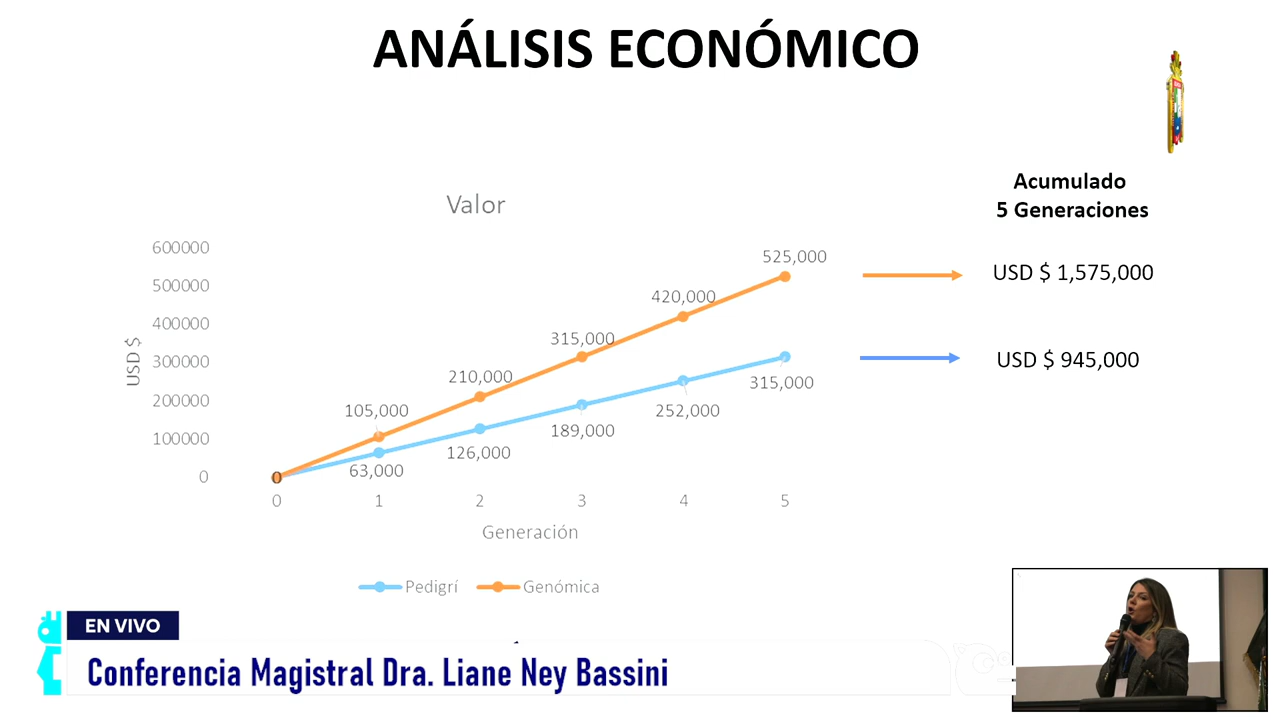 ANÁLISIS ECONÓMICO
Acumulado
5 Generaciones
Valor
600000
500000
400000
300000
200000
100000
0
USD $
525,000
420,000
315,000
210,000
105,000
0
63,000
126,000
189,000
252,000
315,000
USD $ 1,575,000
USD $ 945,000
0 1 2 3 4 5
Generación
Pedigrí Genómica
EN VIVO
Conferencia Magistral Dra. Liane Ney Bassini